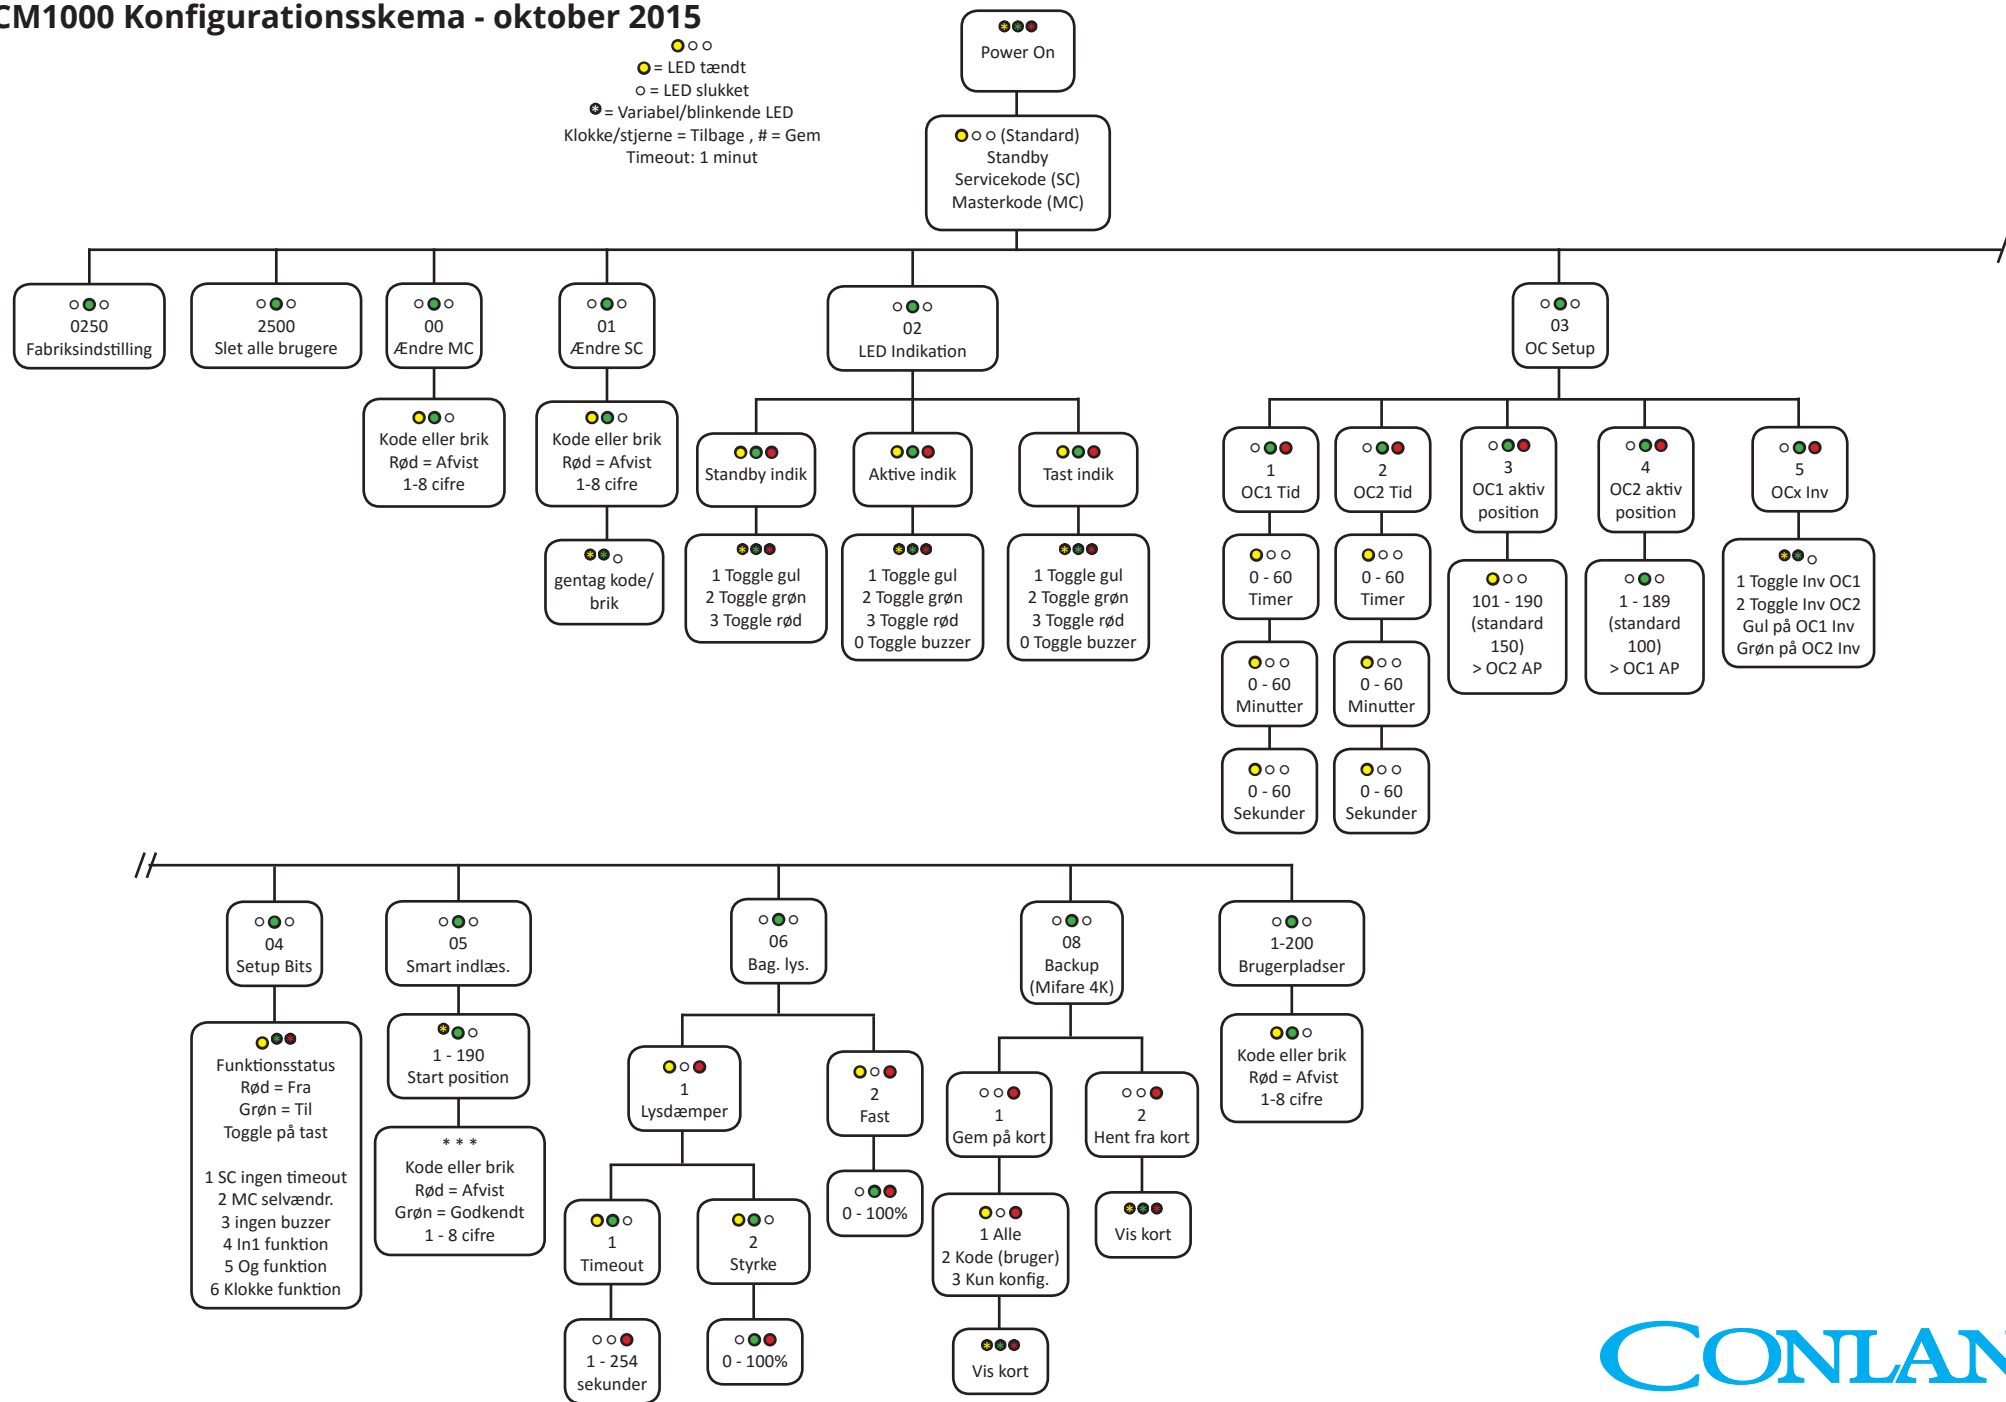 CM1000 Konfigurationsskema - oktober 2015
= LED tændt
= LED slukket
= Variabel/blinkende LED
Klokke/stjerne = Tilbage , # = Gem
Timeout: 1 minut
Power On
(Standard)
Standby
Servicekode (SC)
Masterkode (MC)
0250
Fabriksindstilling
2500
Slet alle brugere
00
Ændre MC
Kode eller brik
Rød = Afvist
1-8 cifre
01
Ændre SC
Kode eller brik
Rød = Afvist
1-8 cifre
gentag kode/
brik
02
LED Indikation
Standby indik
1 Toggle gul
2 Toggle grøn
3 Toggle rød
Aktive indik
1 Toggle gul
2 Toggle grøn
3 Toggle rød
0 Toggle buzzer
Tast indik
1 Toggle gul
2 Toggle grøn
3 Toggle rød
0 Toggle buzzer
03
OC Setup
1
OC1 Tid
0 - 60
Timer
0 - 60
Minutter
0 - 60
Sekunder
2
OC2 Tid
0 - 60
Timer
0 - 60
Minutter
0 - 60
Sekunder
3
OC1 aktiv
position
101 - 190
(standard
150)
> OC2 AP
4
OC2 aktiv
position
1 - 189
(standard
100)
> OC1 AP
5
OCx Inv
1 Toggle Inv OC1
2 Toggle Inv OC2
Gul på OC1 Inv
Grøn på OC2 Inv
//
04
Setup Bits
Funktionsstatus
Rød = Fra
Grøn = Til
Toggle på tast
1 SC ingen timeout
2 MC selvændr.
3 ingen buzzer
4 In1 funktion
5 Og funktion
6 Klokke funktion
05
Smart indlæs.
1 - 190
Start position
* * *
Kode eller brik
Rød = Afvist
Grøn = Godkendt
1 - 8 cifre
06
Bag. lys.
1
Lysdæmper
1
Timeout
1 - 254
sekunder
2
Styrke
0 - 100%
2
Fast
0 - 100%
08
Backup
(Mifare 4K)
1
Gem på kort
1 Alle
2 Kode (bruger)
3 Kun konfig.
Vis kort
2
Hent fra kort
Vis kort
1-200
Brugerpladser
Kode eller brik
Rød = Afvist
1-8 cifre
CONLAN